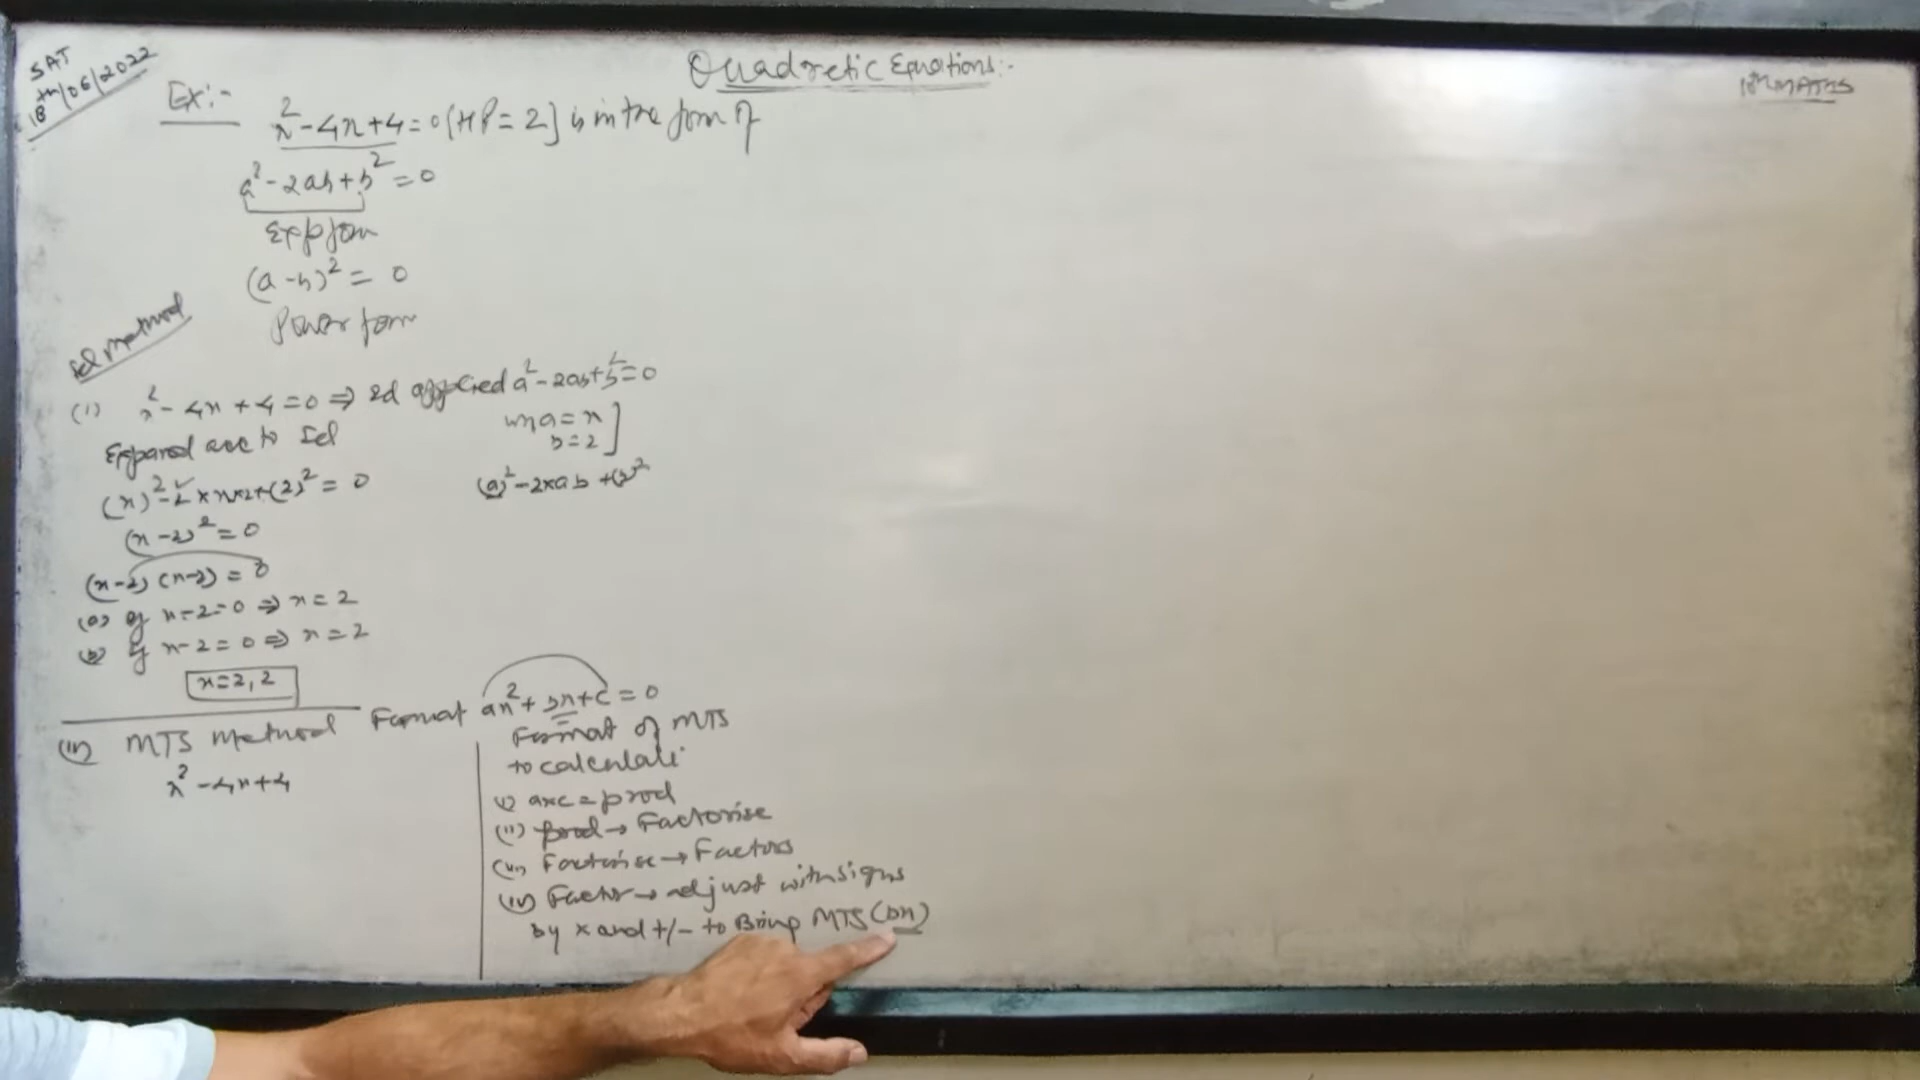 SAT
18th/06/2022
Quadretic Equations:-
10th MATHS
Ex:-
x²-4x+4=0 [HP=2] is in the form of
a²-2ab+b²=0
Exp form
(a-b)²=0
Power form
Method
(i) x²-4x+4=0 ⇒ Id applied a²-2ab+b²=0
a=x
b=2]
Expand acc to Id
(x)²-2×x×2+(2)²=0
(a)²-2×ab+(b)²
(x-2)²=0
(x-2)(x-2)=0
(a) if x-2=0 ⇒ x=2
(b) if x-2=0 ⇒ x=2
x=2,2
(ii) MTS Method Format ax²+bx+c=0
x²-4x+4
Format of MTS
to calculate
(i) axc=prod
(ii) prod → Factorise
(iii) Factorise → Factors
(iv) Factor → adjust with signs
by × and +/- to Bring MTS (bx)